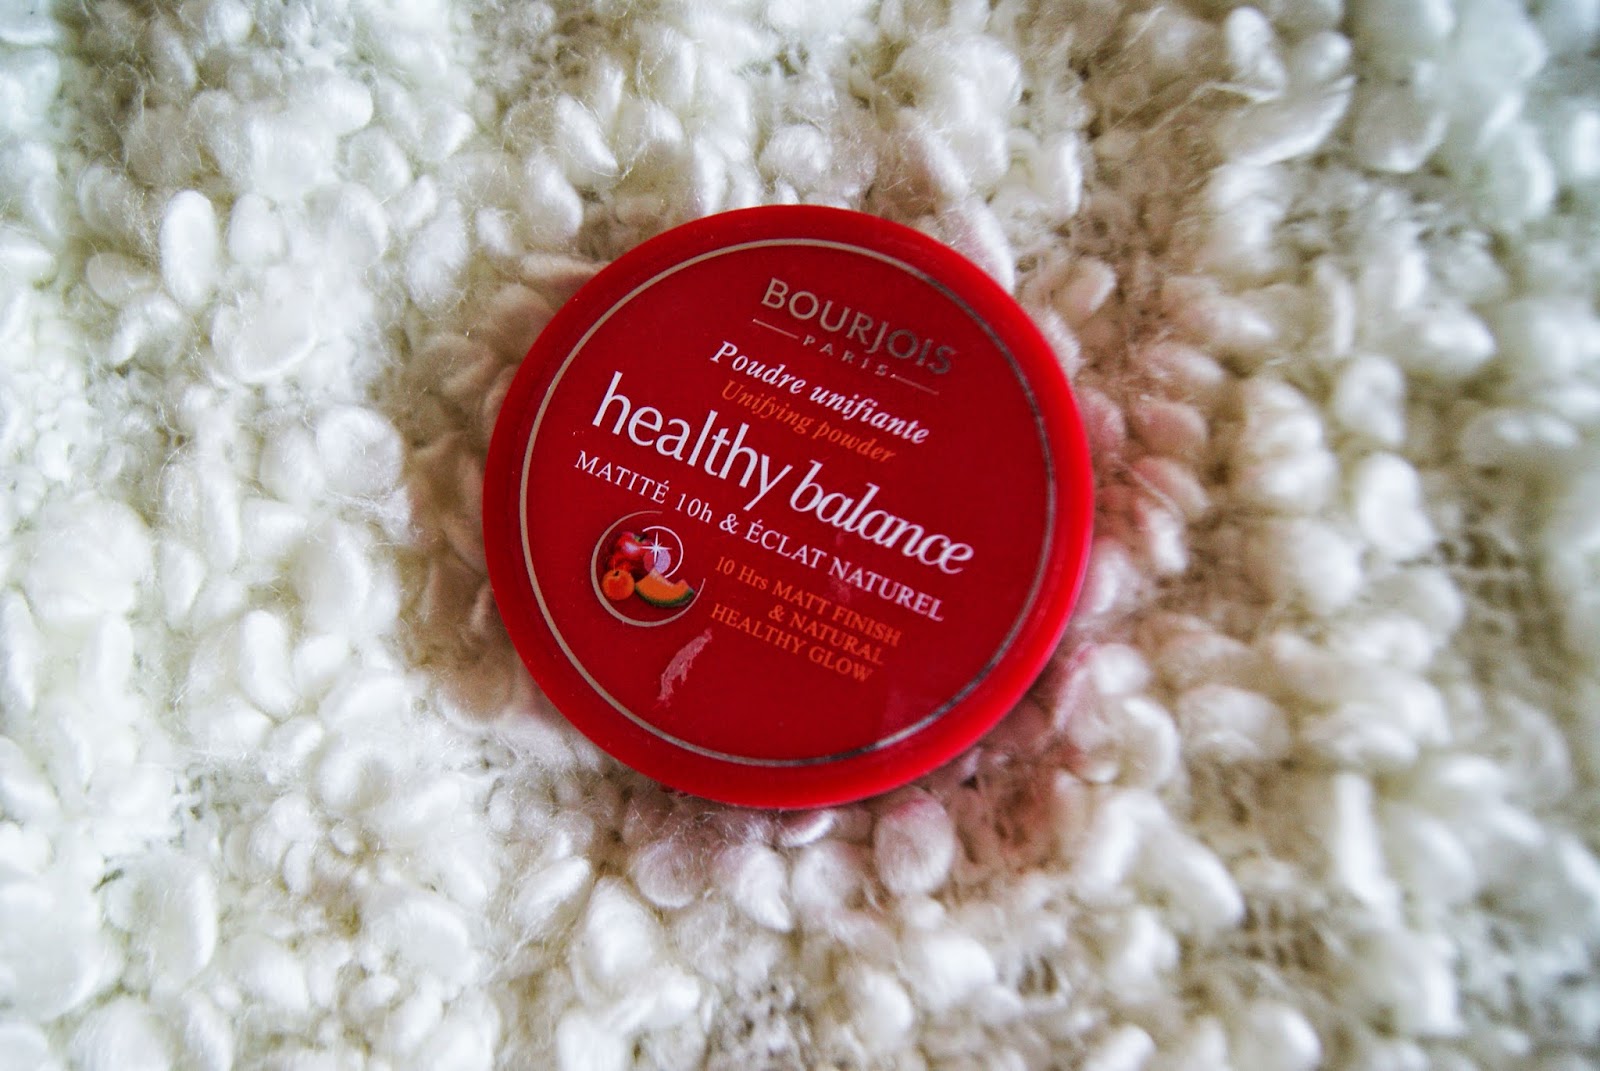 BOURJOIS
PARIS
Poudre unifiante
Unifying powder
healthy balance
MATITÉ 10h & ÉCLAT NATUREL
10 Hrs MATT FINISH
& NATURAL
HEALTHY GLOW